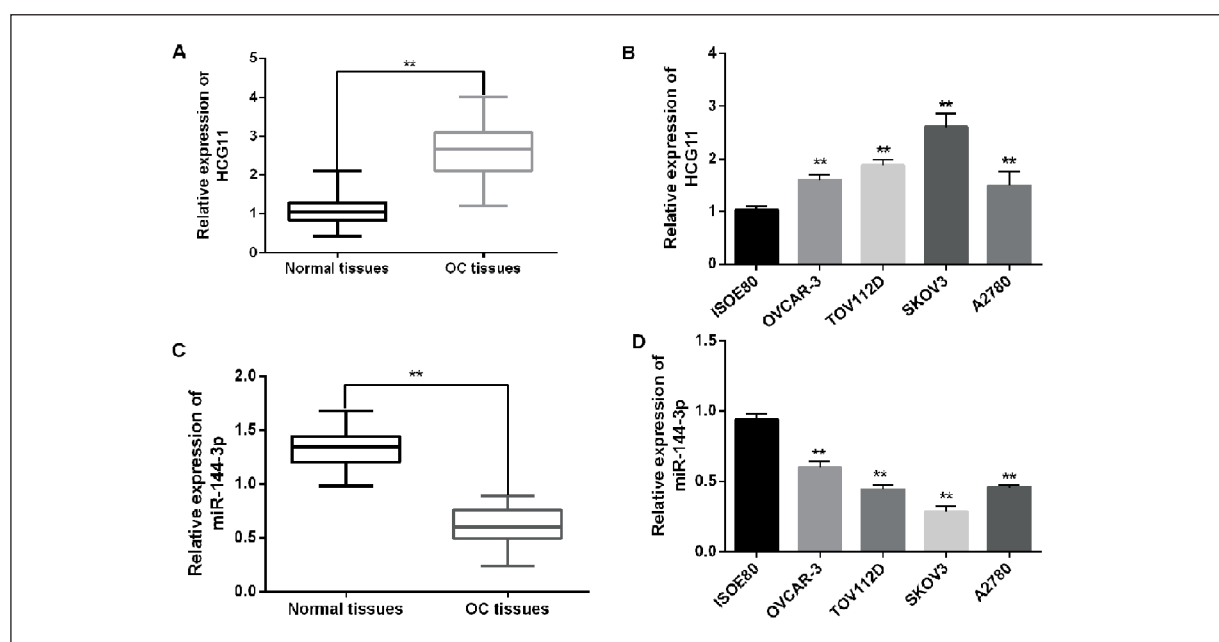 A
Relative expression or
HCG11
5
4
3
2
1
0
**
Normal tissues
OC tissues
B
Relative expression of
HCG11
4
3
2
1
0
**
**
**
**
ISOE80
OVCAR-3
TOV112D
SKOV3
A2780
C
Relative expression of
miR-144-3p
2.0
1.5
1.0
0.5
0.0
**
Normal tissues
OC tissues
D
Relative expression of
miR-144-3p
1.5
1.0
0.5
0.0
**
**
**
**
ISOE80
OVCAR-3
TOV112D
SKOV3
A2780